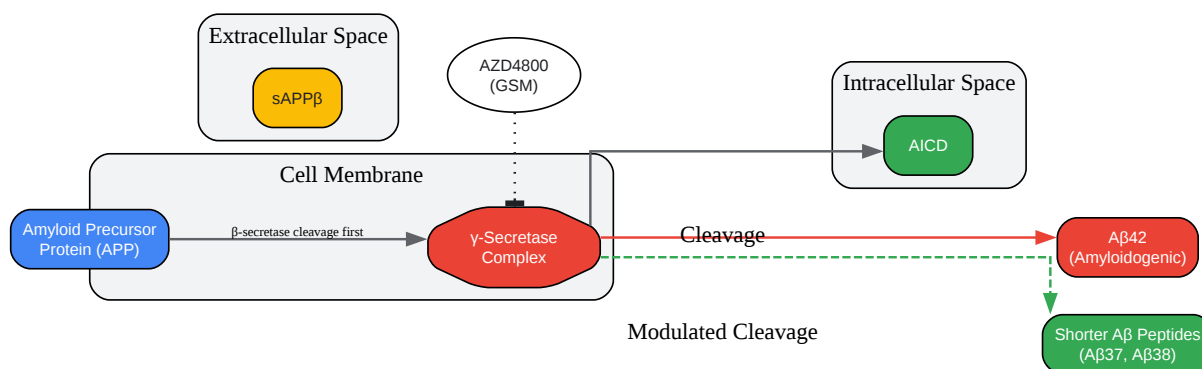 Extracellular Space
sAPPβ
AZD4800
(GSM)
Intracellular Space
AICD
Cell Membrane
Amyloid Precursor
Protein (APP)
β-secretase cleavage first
γ-Secretase
Complex
Cleavage
Aβ42
(Amyloidogenic)
Modulated Cleavage
Shorter Aβ Peptides
(Aβ37, Aβ38)